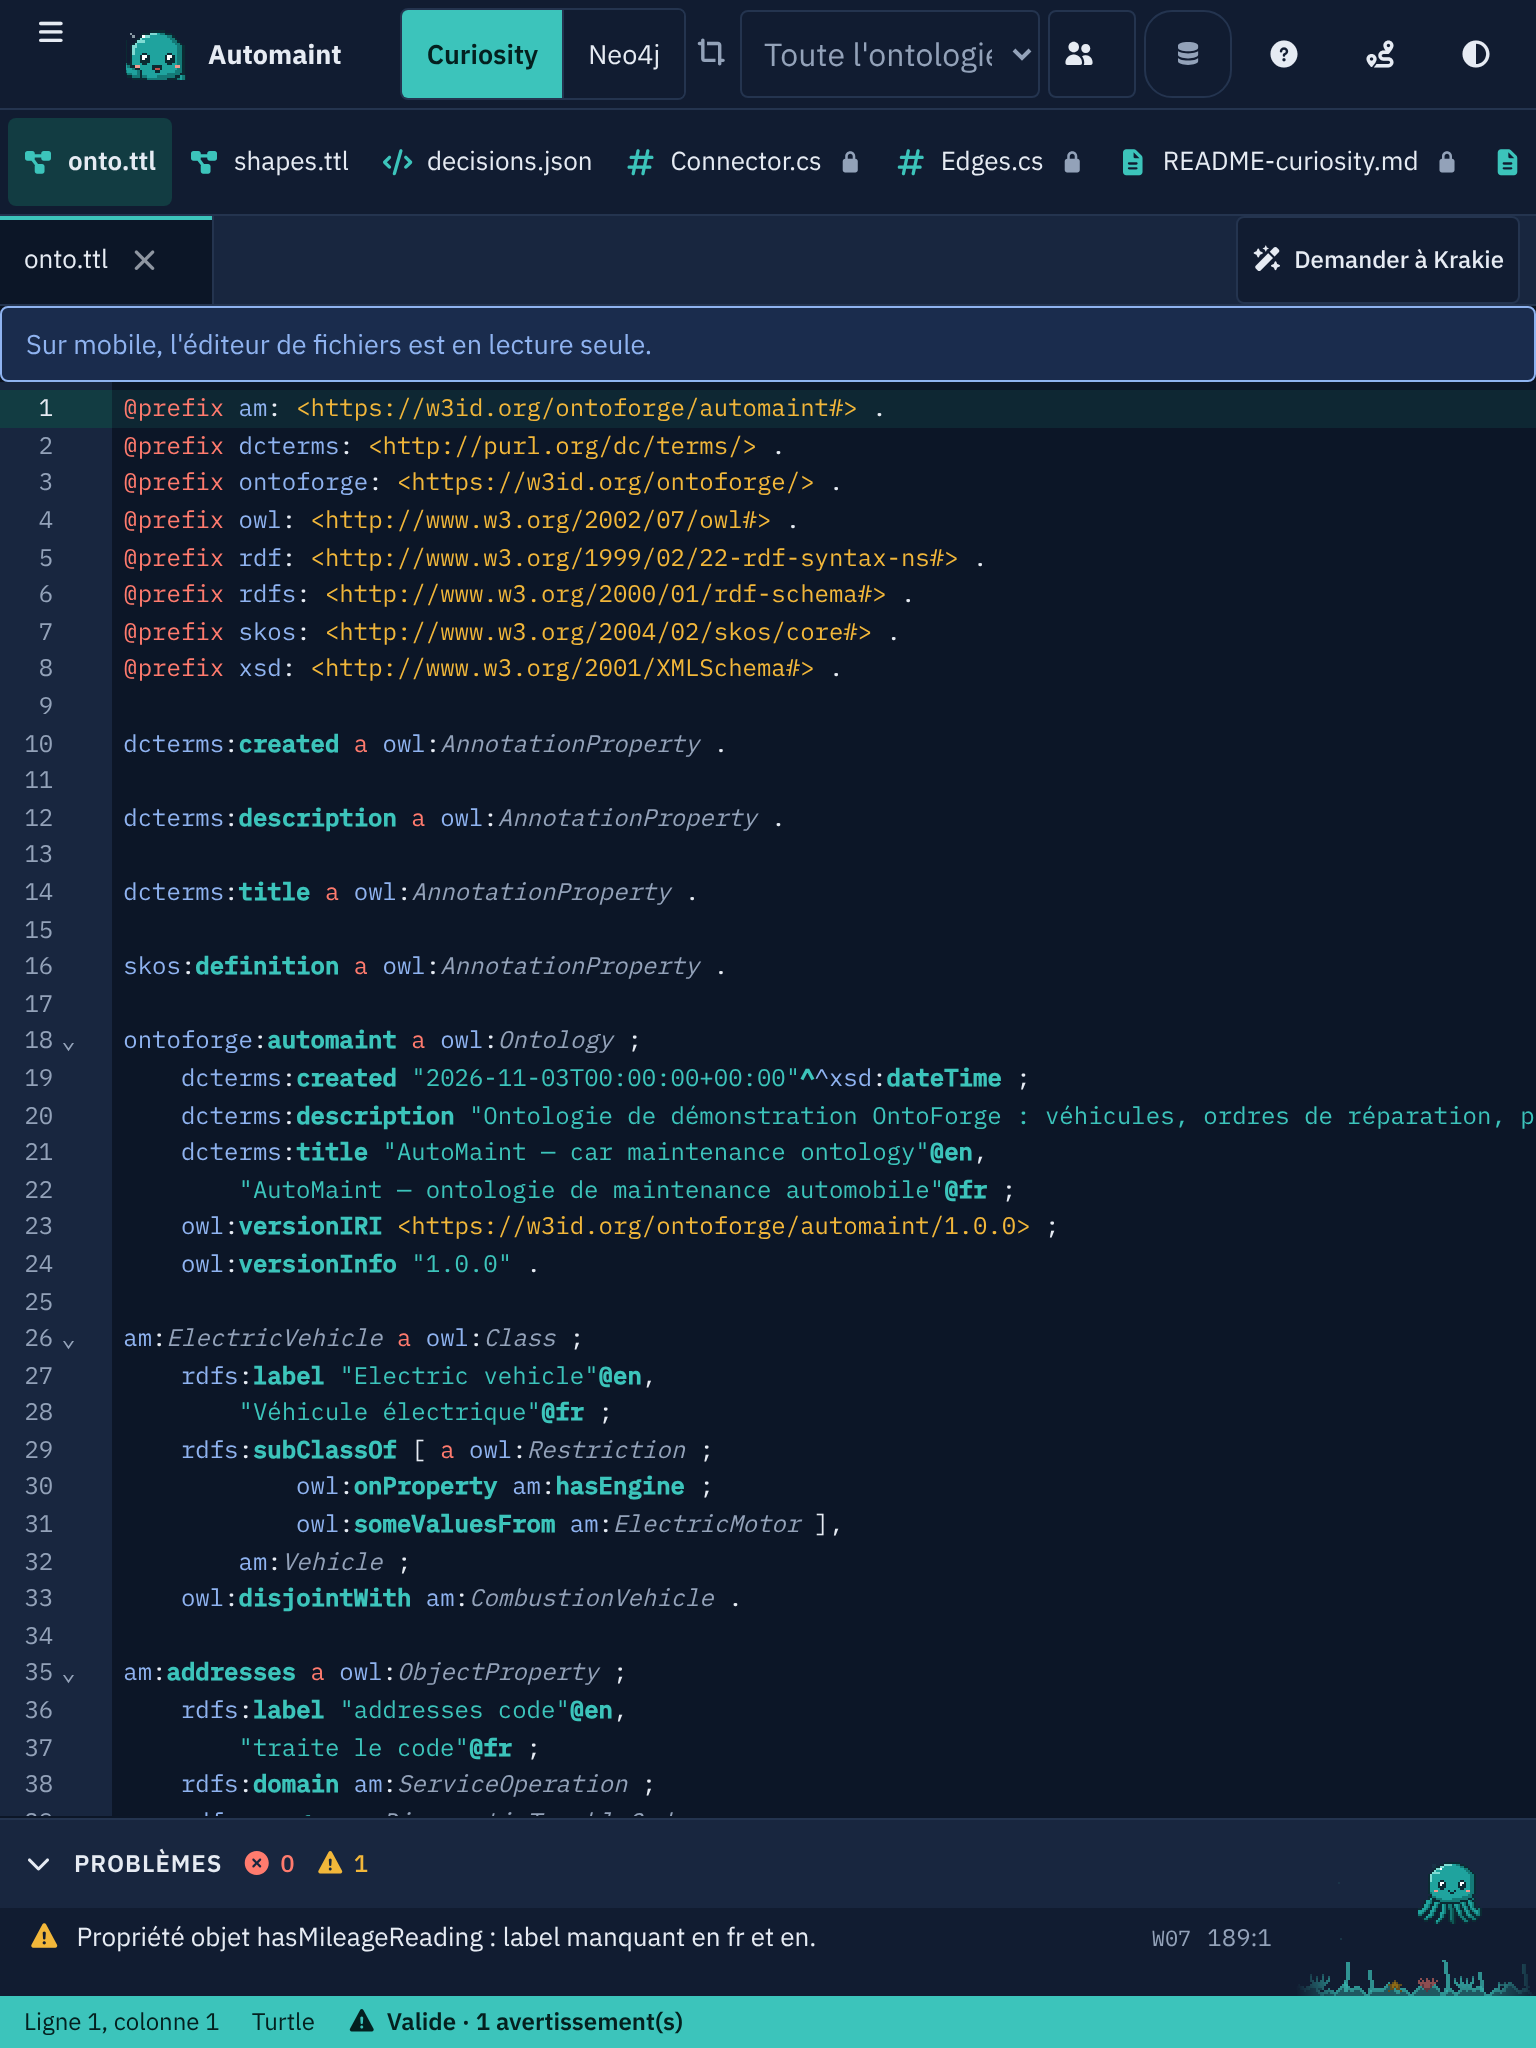 Automaint
Curiosity
Neo4j
Toute l'ontologie
onto.ttl
shapes.ttl
decisions.json
Connector.cs
Edges.cs
README-curiosity.md
onto.ttl
Demander à Krakie
Sur mobile, l'éditeur de fichiers est en lecture seule.
1 @prefix am: <https://w3id.org/ontoforge/automaint#> .
2 @prefix dcterms: <http://purl.org/dc/terms/> .
3 @prefix ontoforge: <https://w3id.org/ontoforge/> .
4 @prefix owl: <http://www.w3.org/2002/07/owl#> .
5 @prefix rdf: <http://www.w3.org/1999/02/22-rdf-syntax-ns#> .
6 @prefix rdfs: <http://www.w3.org/2000/01/rdf-schema#> .
7 @prefix skos: <http://www.w3.org/2004/02/skos/core#> .
8 @prefix xsd: <http://www.w3.org/2001/XMLSchema#> .
9
10 dcterms:created a owl:AnnotationProperty .
11
12 dcterms:description a owl:AnnotationProperty .
13
14 dcterms:title a owl:AnnotationProperty .
15
16 skos:definition a owl:AnnotationProperty .
17
18 ontoforge:automaint a owl:Ontology ;
19 dcterms:created "2026-11-03T00:00:00+00:00"^^xsd:dateTime ;
20 dcterms:description "Ontologie de démonstration OntoForge : véhicules, ordres de réparation, p
21 dcterms:title "AutoMaint — car maintenance ontology"@en,
22 "AutoMaint — ontologie de maintenance automobile"@fr ;
23 owl:versionIRI <https://w3id.org/ontoforge/automaint/1.0.0> ;
24 owl:versionInfo "1.0.0" .
25
26 am:ElectricVehicle a owl:Class ;
27 rdfs:label "Electric vehicle"@en,
28 "Véhicule électrique"@fr ;
29 rdfs:subClassOf [ a owl:Restriction ;
30 owl:onProperty am:hasEngine ;
31 owl:someValuesFrom am:ElectricMotor ],
32 am:Vehicle ;
33 owl:disjointWith am:CombustionVehicle .
34
35 am:addresses a owl:ObjectProperty ;
36 rdfs:label "addresses code"@en,
37 "traite le code"@fr ;
38 rdfs:domain am:ServiceOperation ;
PROBLÈMES 0 1
Propriété objet hasMileageReading : label manquant en fr et en. W07 189:1
Ligne 1, colonne 1 Turtle Valide · 1 avertissement(s)